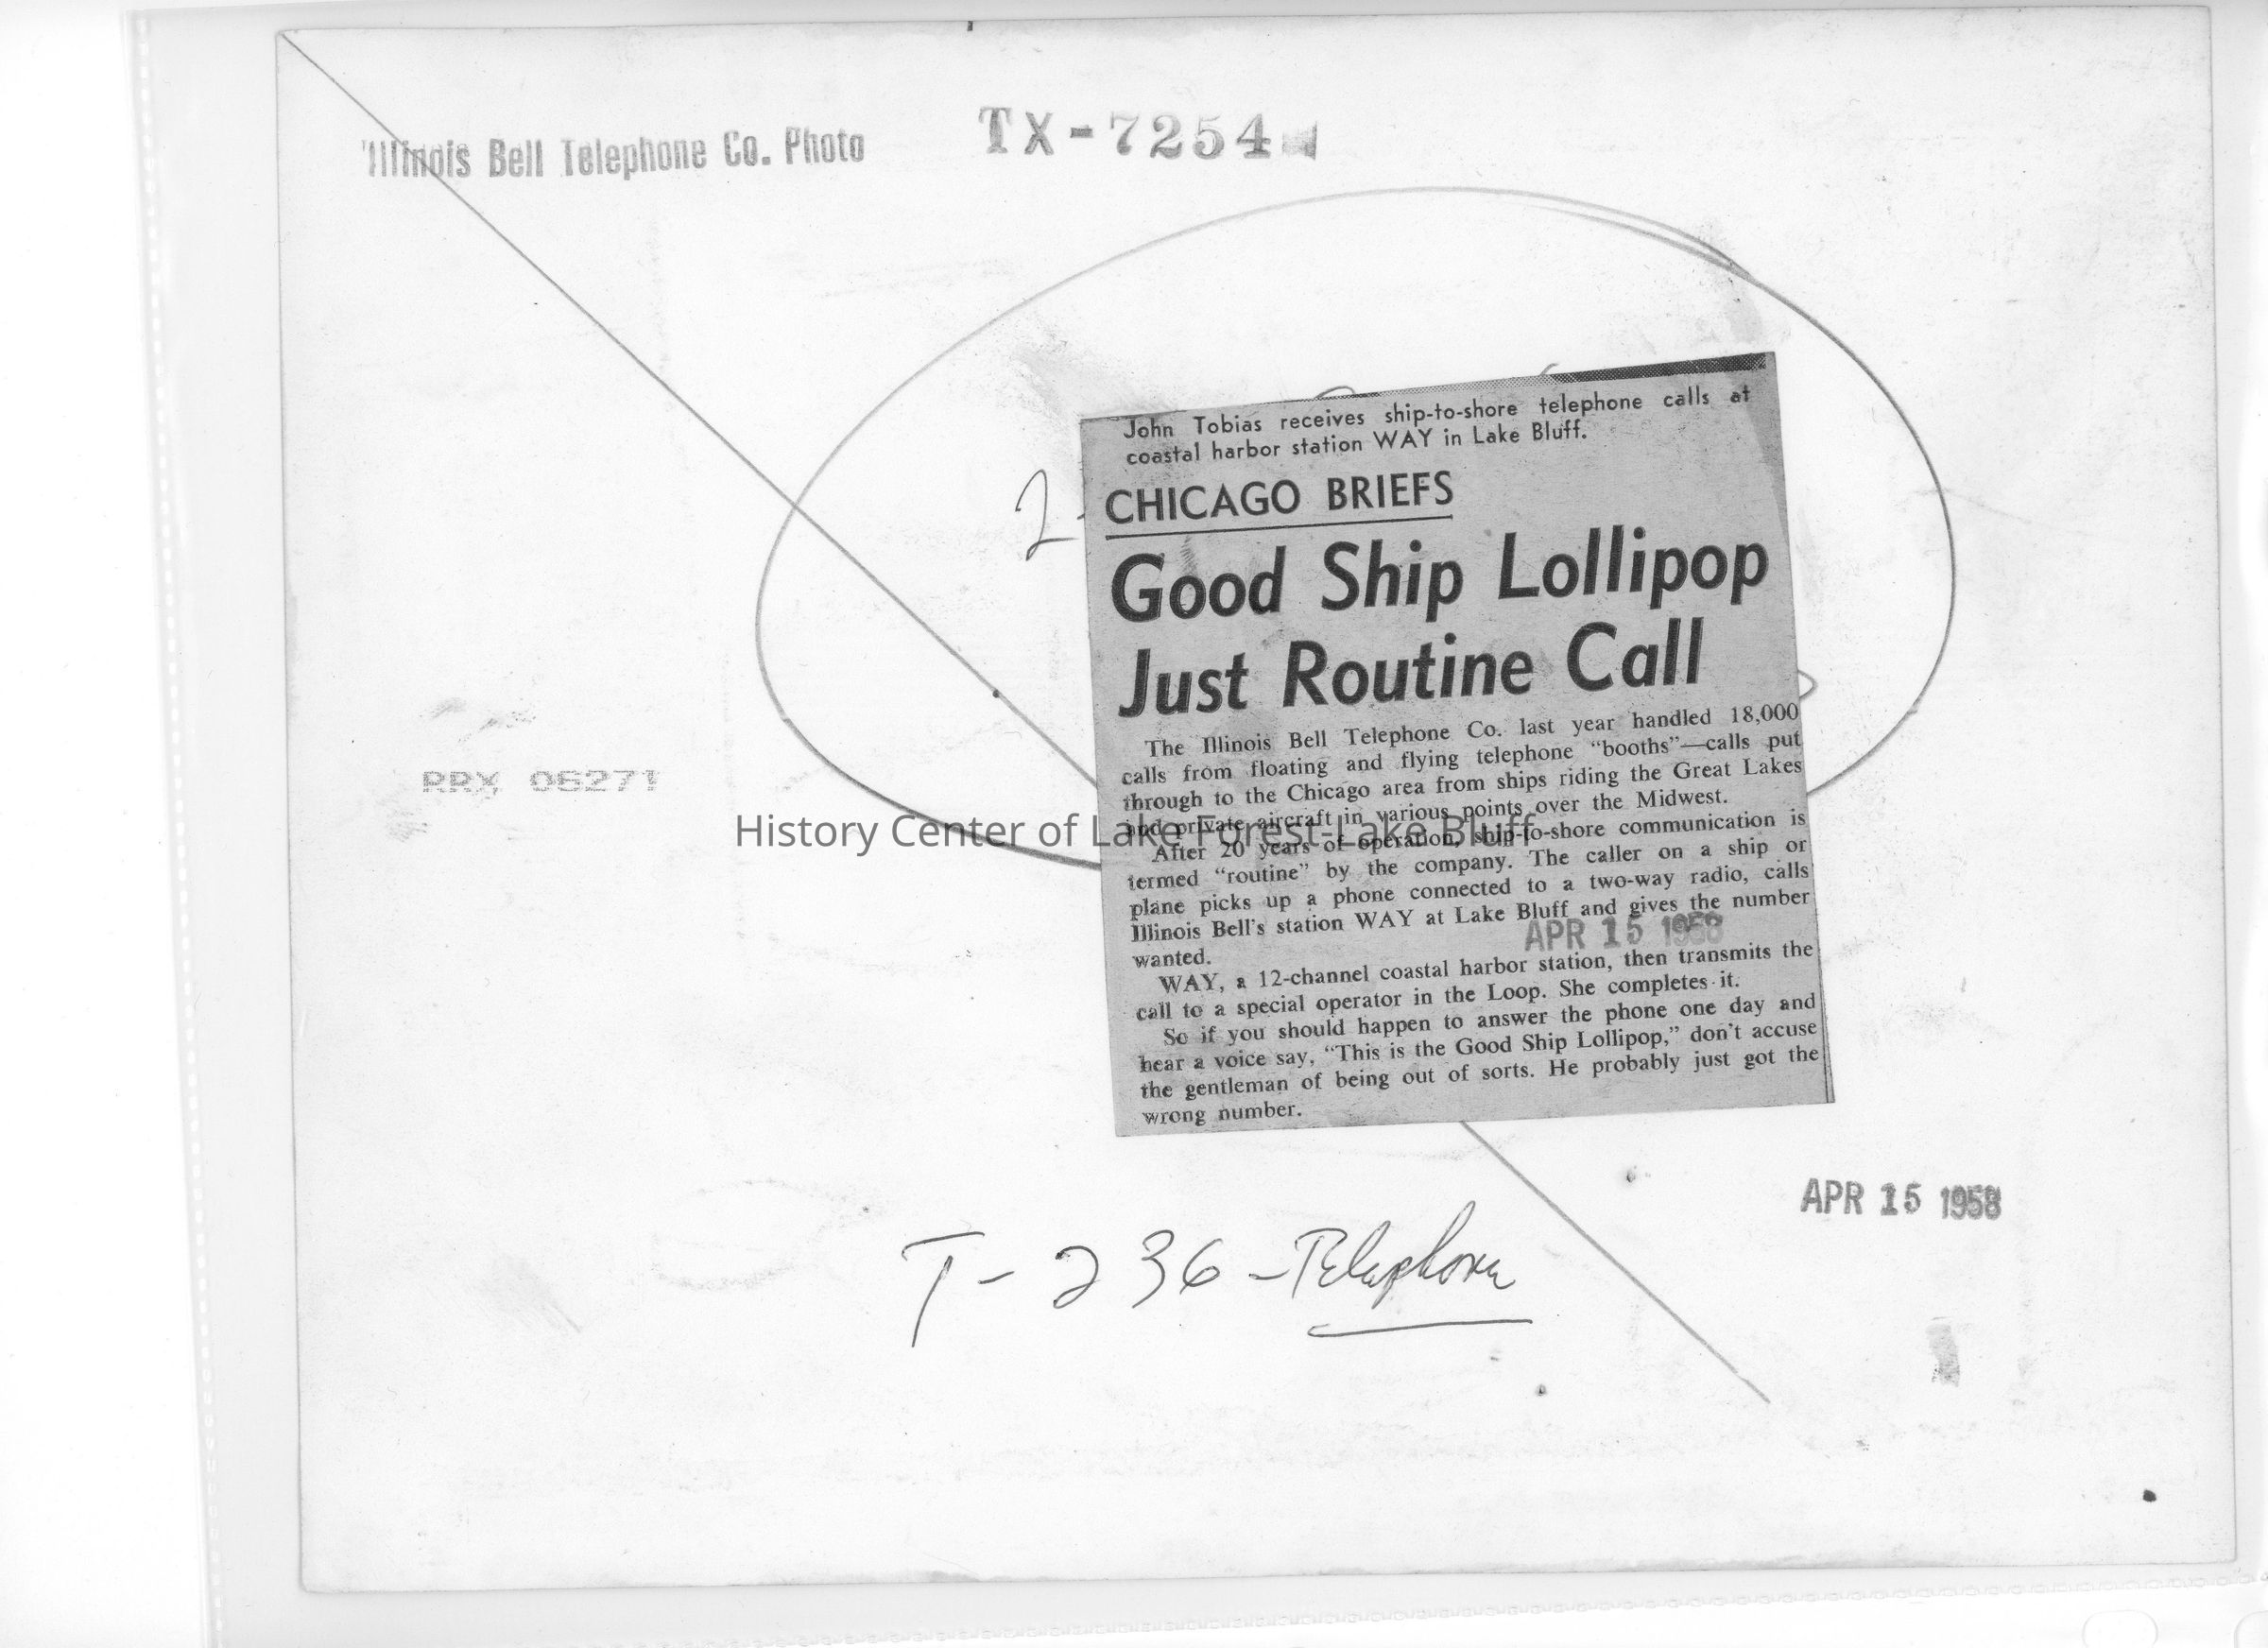 Illinois Bell Telephone Co. Photo
TX-7254
2-
John Tobias receives ship-to-shore telephone calls at
coastal harbor station WAY in Lake Bluff.
CHICAGO BRIEFS
Good Ship Lollipop
Just Routine Call
The Illinois Bell Telephone Co. last year handled 18,000
calls from floating and flying telephone “booths”—calls put
through to the Chicago area from ships riding the Great Lakes
and private aircraft in various points over the Midwest.
After 20 years of operation, ship-to-shore communication is
termed “routine” by the company. The caller on a ship or
plane picks up a phone connected to a two-way radio, calls
Illinois Bell's station WAY at Lake Bluff and gives the number
wanted.
WAY, a 12-channel coastal harbor station, then transmits the
call to a special operator in the Loop. She completes it.
So if you should happen to answer the phone one day and
hear a voice say, “This is the Good Ship Lollipop,” don't accuse
the gentleman of being out of sorts. He probably just got the
wrong number.
APR 15 1958
RRX 06271
History Center of Lake Forest-Lake Bluff
APR 15 1958
T-236-Telephone